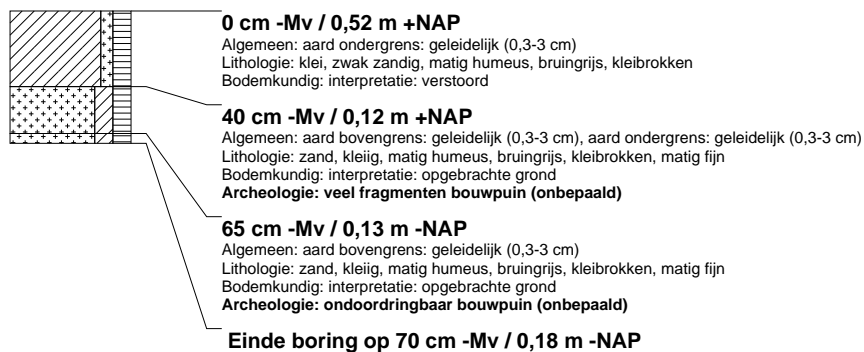 0 cm -Mv / 0,52 m +NAP
Algemeen: aard ondergrens: geleidelijk (0,3-3 cm)
Lithologie: klei, zwak zandig, matig humeus, bruingrijs, kleibrokken
Bodemkundig: interpretatie: verstoord
40 cm -Mv / 0,12 m +NAP
Algemeen: aard bovengrens: geleidelijk (0,3-3 cm), aard ondergrens: geleidelijk (0,3-3 cm)
Lithologie: zand, kleiig, matig humeus, bruingrijs, kleibrokken, matig fijn
Bodemkundig: interpretatie: opgebrachte grond
Archeologie: veel fragmenten bouwpuin (onbepaald)
65 cm -Mv / 0,13 m -NAP
Algemeen: aard bovengrens: geleidelijk (0,3-3 cm)
Lithologie: zand, kleiig, matig humeus, bruingrijs, kleibrokken, matig fijn
Bodemkundig: interpretatie: opgebrachte grond
Archeologie: ondoordringbaar bouwpuin (onbepaald)
Einde boring op 70 cm -Mv / 0,18 m -NAP